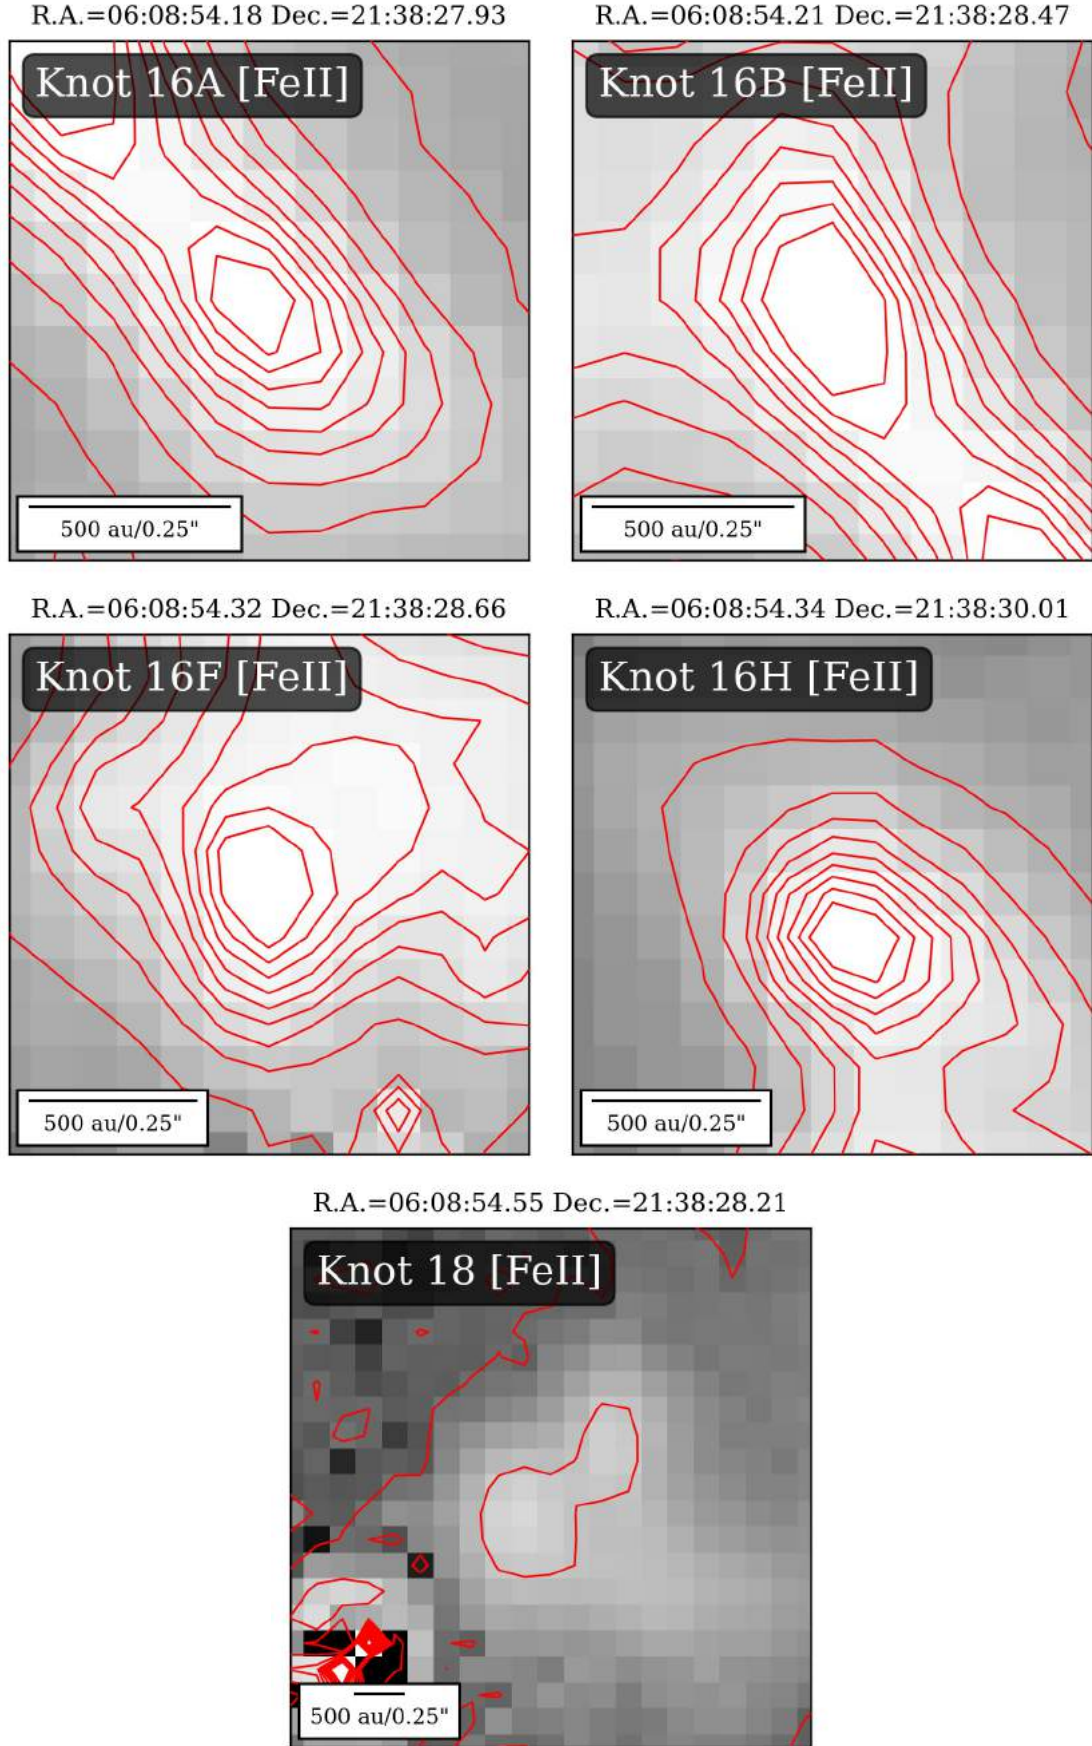 R.A.=06:08:54.18 Dec.=21:38:27.93
R.A.=06:08:54.21 Dec.=21:38:28.47
Knot 16A [FeII]
Knot 16B [FeII]
500 au/0.25"
500 au/0.25"
R.A.=06:08:54.32 Dec.=21:38:28.66
R.A.=06:08:54.34 Dec.=21:38:30.01
Knot 16F [FeII]
Knot 16H [FeII]
500 au/0.25"
500 au/0.25"
R.A.=06:08:54.55 Dec.=21:38:28.21
Knot 18 [FeII]
500 au/0.25"